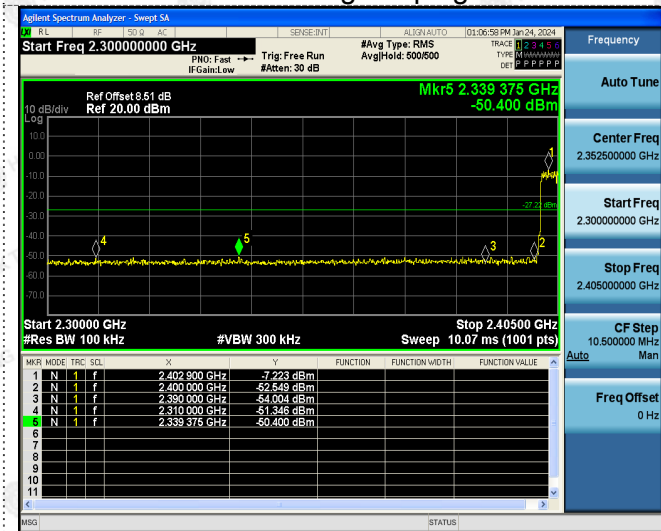 Agilent Spectrum Analyzer - Swept SA
RL RF 50 Ω AC SENSE:INT ALIGN AUTO 01:06:58 PM Jan 24, 2024
Start Freq 2.300000000 GHz
PNO: Fast
IFGain:Low
Trig: Free Run
#Atten: 30 dB
#Avg Type: RMS
Avg|Hold: 500/500
TRACE 1 2 3 4 5 6
TYPE M
DET P P P P P P
Mkr5 2.339 375 GHz
-50.400 dBm
Ref Offset 8.51 dB
10 dB/div Ref 20.00 dBm
Log
10.0
0.00
-10.0
-20.0
-30.0
-40.0
-50.0
-60.0
-70.0
1
-27.22 dBm
4
5
3
2
Start 2.30000 GHz Stop 2.40500 GHz
#Res BW 100 kHz #VBW 300 kHz Sweep 10.07 ms (1001 pts)
MKR MODE TRC SCL X Y FUNCTION FUNCTION WIDTH FUNCTION VALUE
1 N 1 f 2.402 900 GHz -7.223 dBm
2 N 1 f 2.400 000 GHz -52.549 dBm
3 N 1 f 2.390 000 GHz -54.004 dBm
4 N 1 f 2.310 000 GHz -51.346 dBm
5 N 1 f 2.339 375 GHz -50.400 dBm
6
7
8
9
10
11
MSG STATUS
Frequency
Auto Tune
Center Freq
2.352500000 GHz
Start Freq
2.300000000 GHz
Stop Freq
2.405000000 GHz
CF Step
10.500000 MHz
Auto Man
Freq Offset
0 Hz